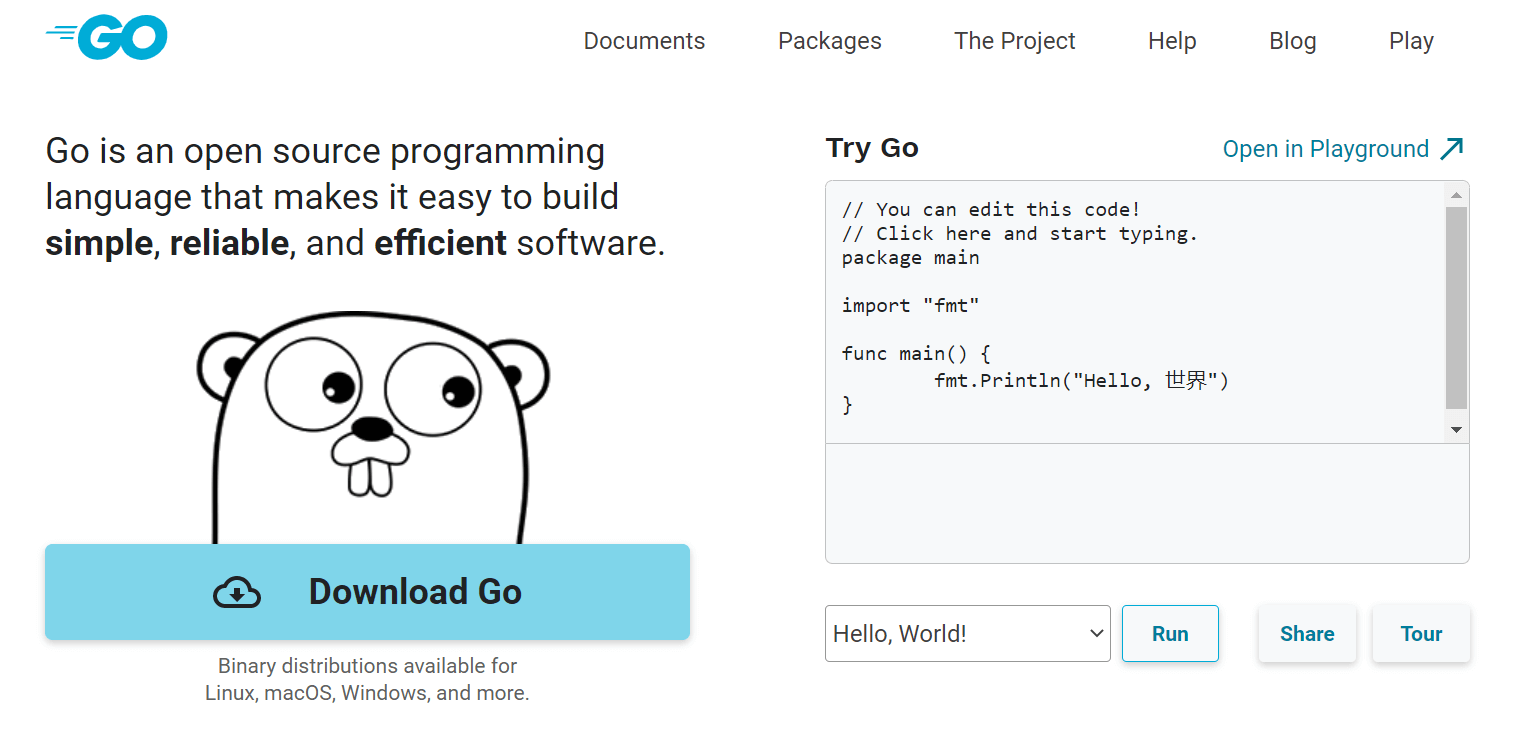 GO
Documents
Packages
The Project
Help
Blog
Play
Go is an open source programming
language that makes it easy to build
simple, reliable, and efficient software.
Download Go
Binary distributions available for
Linux, macOS, Windows, and more.
Try Go
Open in Playground
// You can edit this code!
// Click here and start typing.
package main

import "fmt"

func main() {
	fmt.Println("Hello, 世界")
}
Hello, World!
Run
Share
Tour